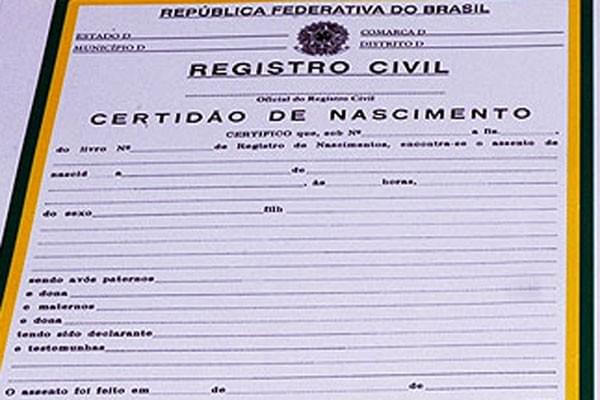 REPÚBLICA FEDERATIVA DO BRASIL
ESTADO D
COMARCA D
MUNICÍPIO D
DISTRITO D
REGISTRO CIVIL
Oficial do Registro Civil
CERTIDÃO DE NASCIMENTO
CERTIFICO que, sob Nº a fls.
do livro Nº de Registro de Nascimentos, encontra-se o assento de
nascid a de
, às horas,
do sexo filh
sendo avós paternos
e dona
e maternos
e dona
tendo sido declarante
e testemunhas
O assento foi feito em de de